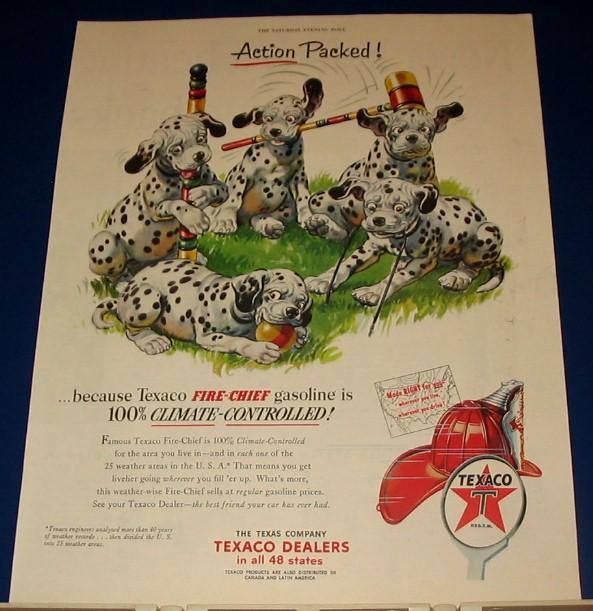 THE SATURDAY EVENING POST
Action Packed!
...because Texaco FIRE-CHIEF gasoline is
100% CLIMATE-CONTROLLED!
Famous Texaco Fire-Chief is 100% Climate-Controlled
for the area you live in—and in each one of the
25 weather areas in the U. S. A.* That means you get
livelier going wherever you fill 'er up. What's more,
this weather-wise Fire-Chief sells at regular gasoline prices.
See your Texaco Dealer—the best friend your car has ever had.
*Texaco engineers analyzed more than 40 years
of weather records . . . then divided the U. S.
into 25 weather areas.
THE TEXAS COMPANY
TEXACO DEALERS
in all 48 states
TEXACO PRODUCTS ARE ALSO DISTRIBUTED IN
CANADA AND LATIN AMERICA
Made RIGHT for you
wherever you live,
wherever you drive!
TEXACO
T
REG. T.M.